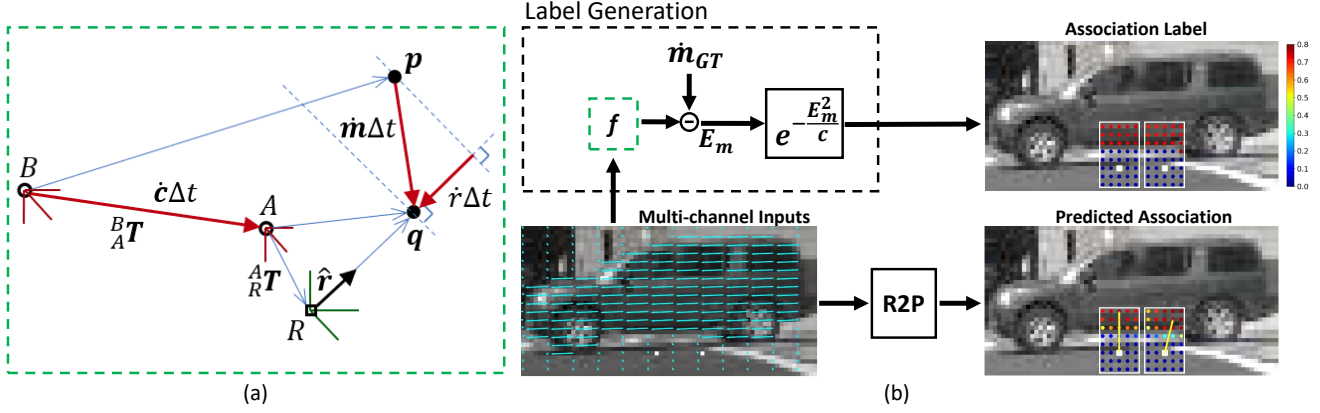 Label Generation
p
ṁΔt
ṙΔt
q
B
ċΔt
A
ᴮ_A T
ᴬ_R T
r̂
R
(a)
ṁ_GT
f
−
E_m
e^{-E_m^2/c}
Multi-channel Inputs
R2P
Association Label
0.8
0.7
0.6
0.5
0.4
0.3
0.2
0.1
0.0
Predicted Association
(b)